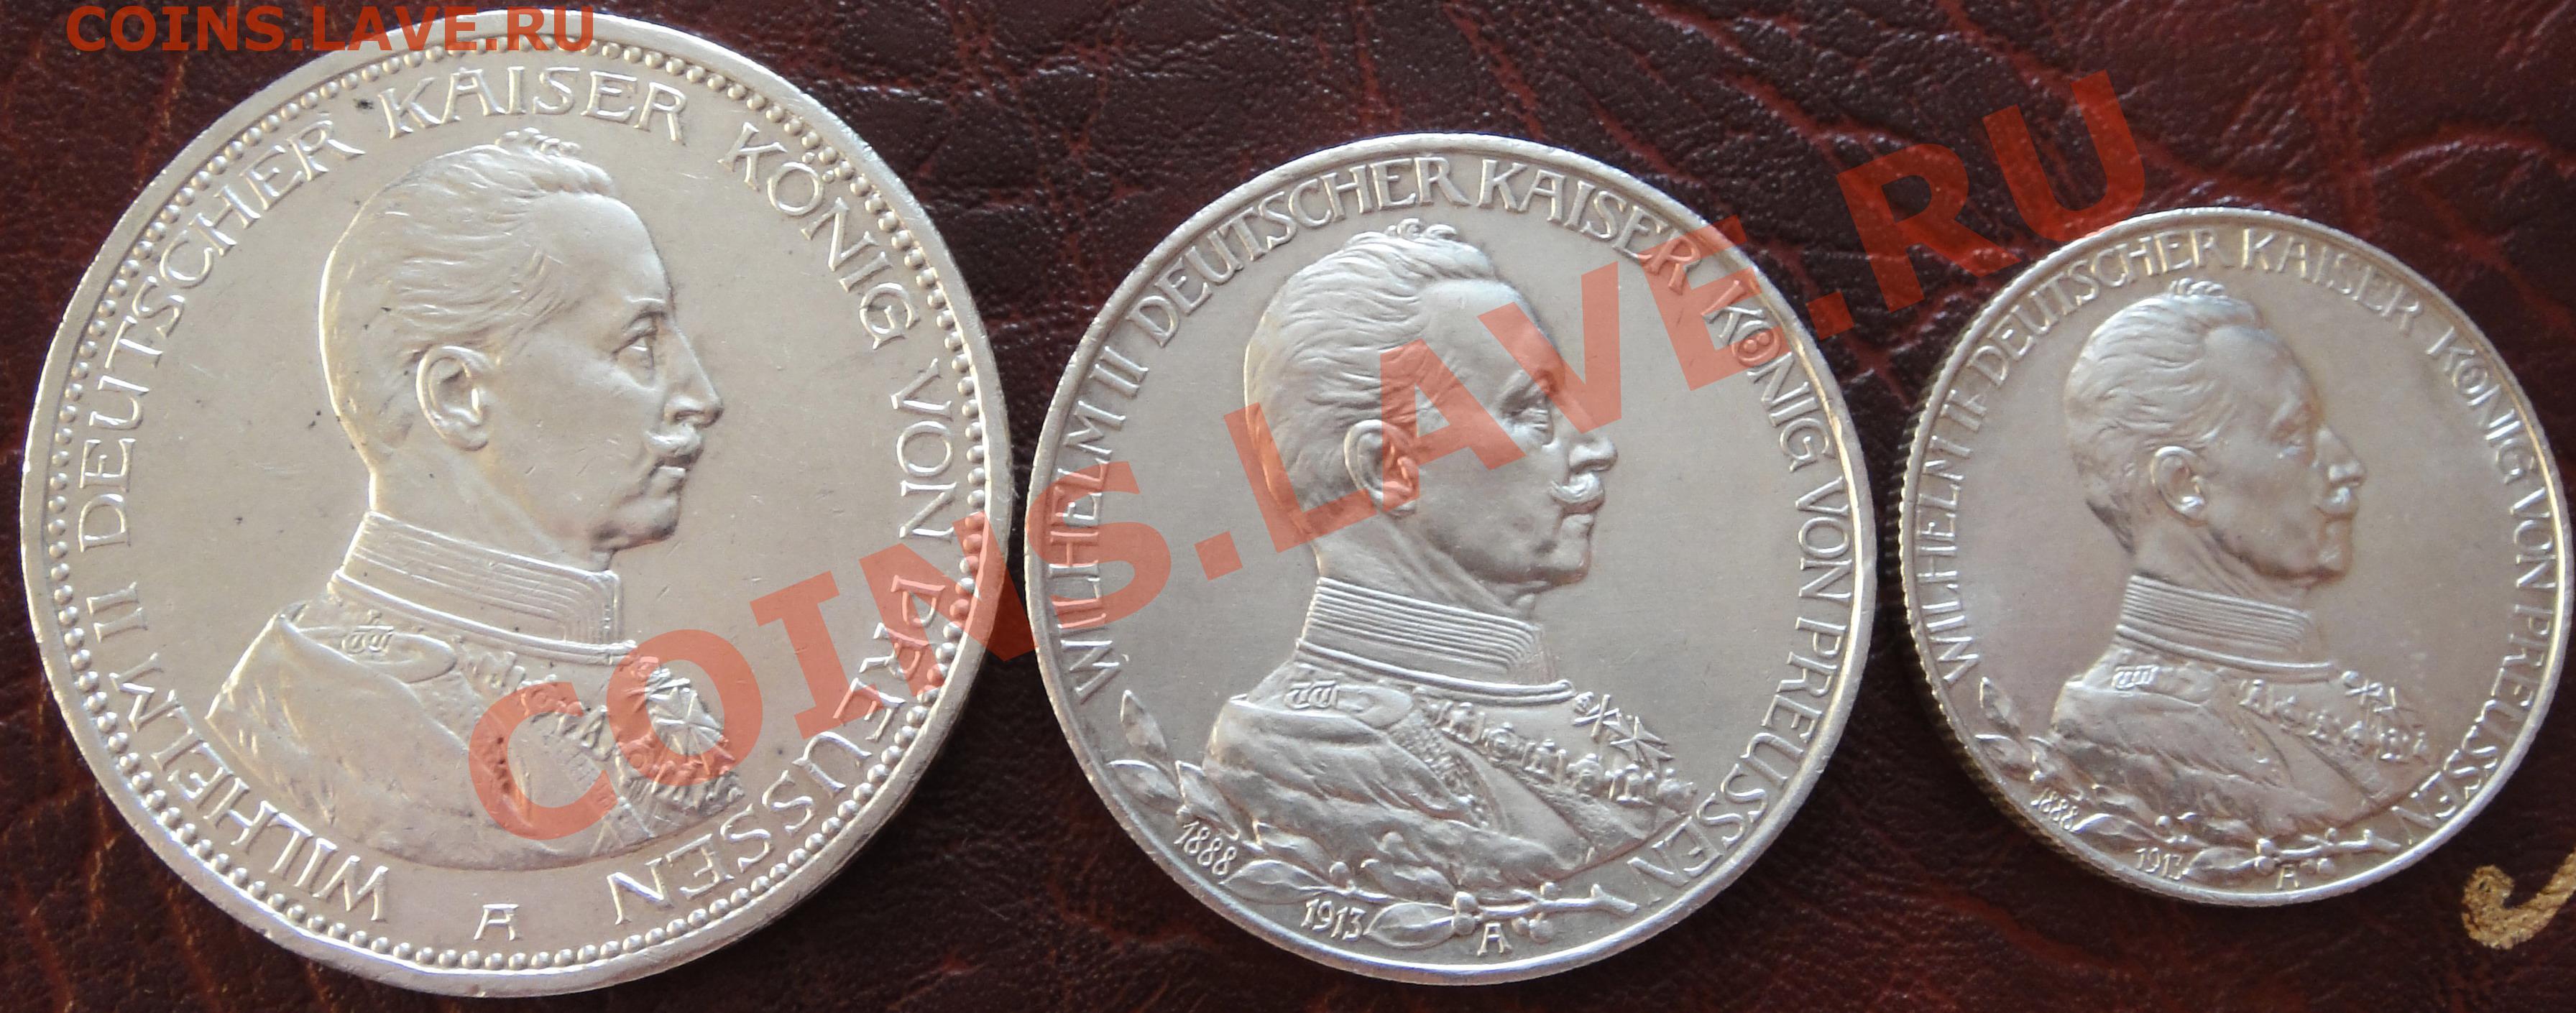 COINS.LAVE.RU
WILHELM II DEUTSCHER KAISER KÖNIG VON PREUSSEN
A
WILHELM II DEUTSCHER KAISER KÖNIG VON PREUSSEN
1888
1913
A
WILHELM II DEUTSCHER KAISER KÖNIG VON PREUSSEN
1888
1913
A
COINS.LAVE.RU